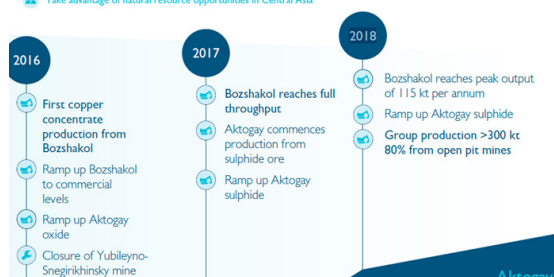 Take advantage of natural resource opportunities in Central Asia
2016
First copper
concentrate
production from
Bozshakol
Ramp up Bozshakol
to commercial
levels
Ramp up Aktogay
oxide
Closure of Yubileyno-
Snegirikhinsky mine
2017
Bozshakol reaches full
throughput
Aktogay commences
production from
sulphide ore
Ramp up Aktogay
sulphide
2018
Bozshakol reaches peak output
of 115 kt per annum
Ramp up Aktogay sulphide
Group production >300 kt
80% from open pit mines
Aktogay